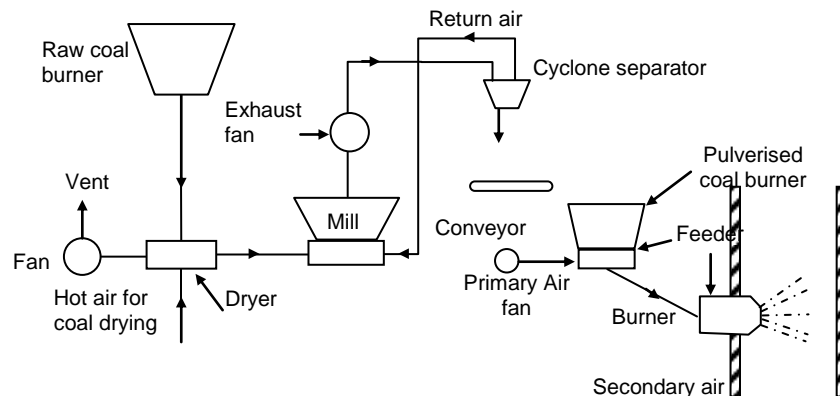 Return air
Raw coal
burner
Cyclone separator
Exhaust
fan
Pulverised
coal burner
Vent
Mill
Conveyor
Feeder
Fan
Hot air for
coal drying
Dryer
Primary Air
fan
Burner
Secondary air